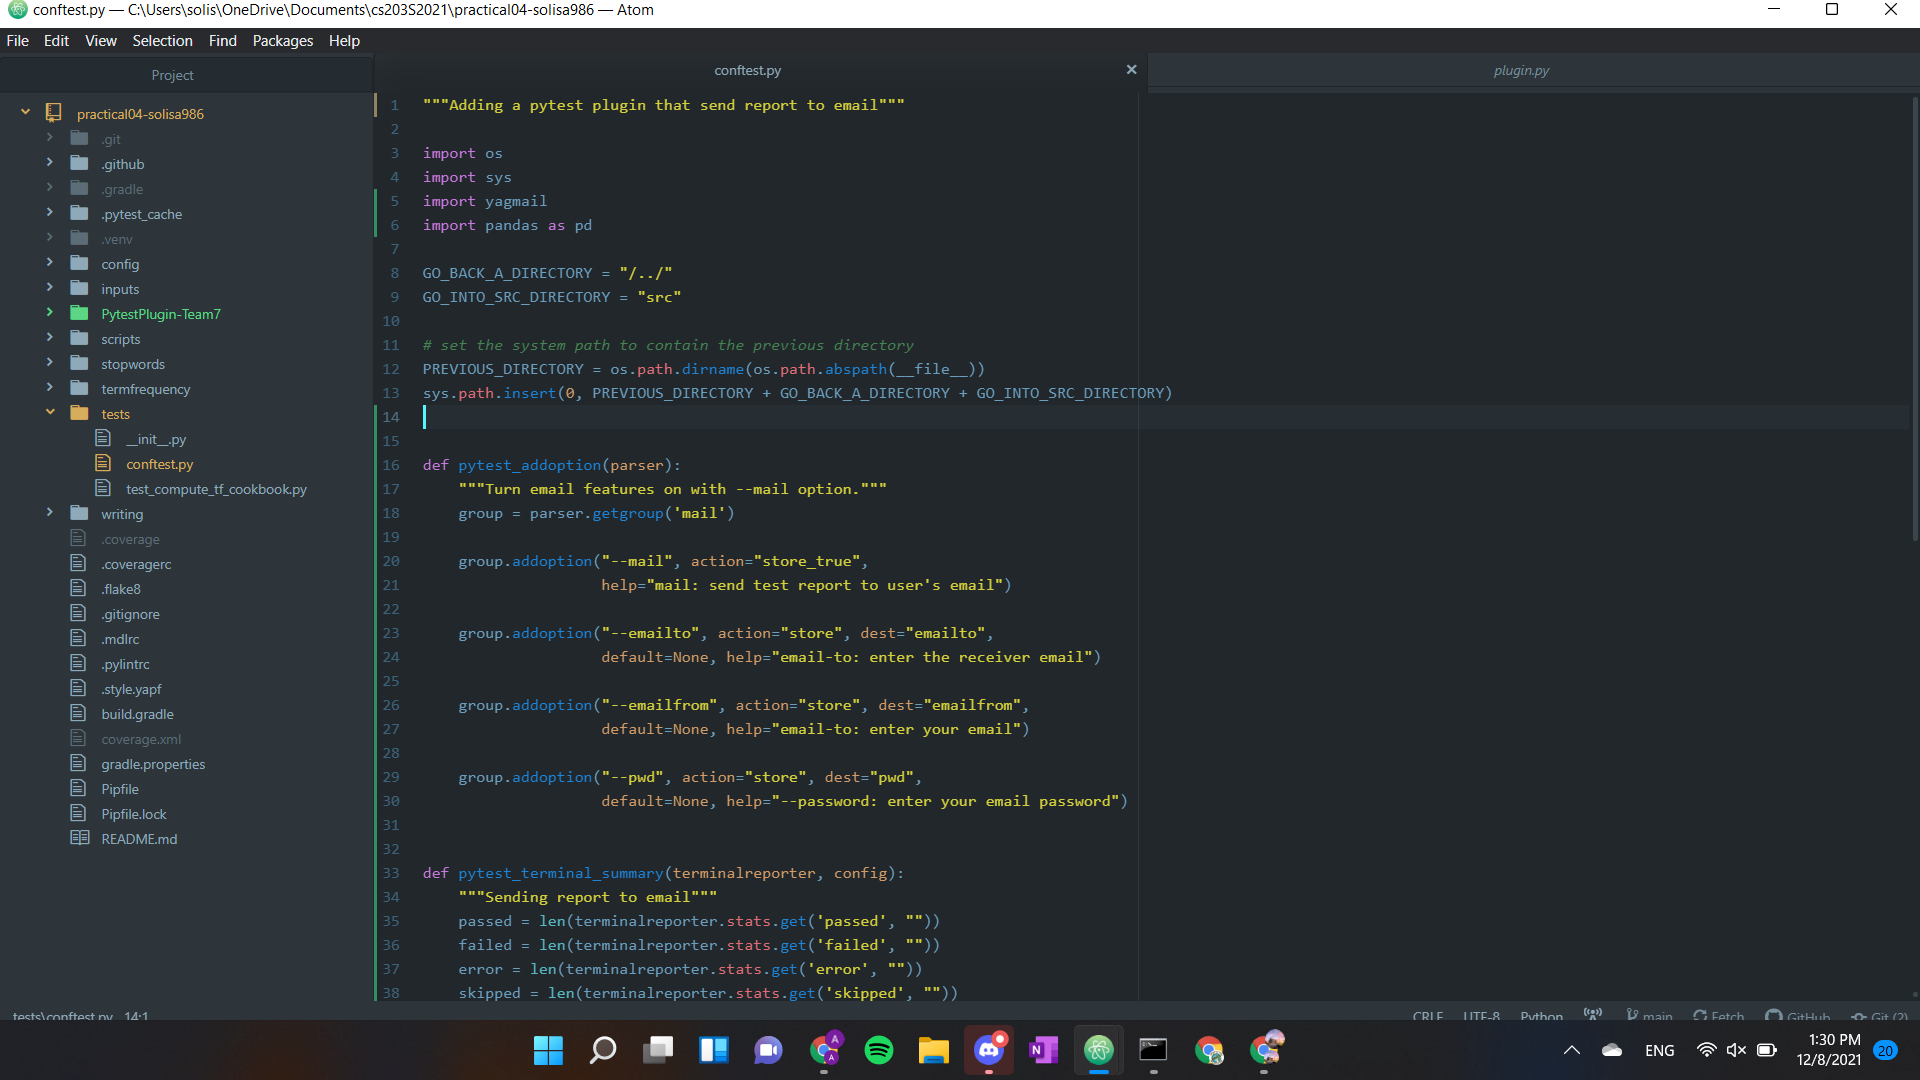 conftest.py — C:\Users\solis\OneDrive\Documents\cs203S2021\practical04-solisa986 — Atom
File Edit View Selection Find Packages Help
Project
practical04-solisa986
.git
.github
.gradle
.pytest_cache
.venv
config
inputs
PytestPlugin-Team7
scripts
stopwords
termfrequency
tests
__init__.py
conftest.py
test_compute_tf_cookbook.py
writing
.coverage
.coveragerc
.flake8
.gitignore
.mdlrc
.pylintrc
.style.yapf
build.gradle
coverage.xml
gradle.properties
Pipfile
Pipfile.lock
README.md
conftest.py
plugin.py
1 """Adding a pytest plugin that send report to email"""
2
3 import os
4 import sys
5 import yagmail
6 import pandas as pd
7
8 GO_BACK_A_DIRECTORY = "/../"
9 GO_INTO_SRC_DIRECTORY = "src"
10
11 # set the system path to contain the previous directory
12 PREVIOUS_DIRECTORY = os.path.dirname(os.path.abspath(__file__))
13 sys.path.insert(0, PREVIOUS_DIRECTORY + GO_BACK_A_DIRECTORY + GO_INTO_SRC_DIRECTORY)
14
15
16 def pytest_addoption(parser):
17 """Turn email features on with --mail option."""
18 group = parser.getgroup('mail')
19
20 group.addoption("--mail", action="store_true",
21 help="mail: send test report to user's email")
22
23 group.addoption("--emailto", action="store", dest="emailto",
24 default=None, help="email-to: enter the receiver email")
25
26 group.addoption("--emailfrom", action="store", dest="emailfrom",
27 default=None, help="email-to: enter your email")
28
29 group.addoption("--pwd", action="store", dest="pwd",
30 default=None, help="--password: enter your email password")
31
32
33 def pytest_terminal_summary(terminalreporter, config):
34 """Sending report to email"""
35 passed = len(terminalreporter.stats.get('passed', ""))
36 failed = len(terminalreporter.stats.get('failed', ""))
37 error = len(terminalreporter.stats.get('error', ""))
38 skipped = len(terminalreporter.stats.get('skipped', ""))
tests\conftest.py 14:1
CRLF UTF-8 Python main Fetch GitHub Git (2)
A
A
N
ENG
1:30 PM
12/8/2021
20